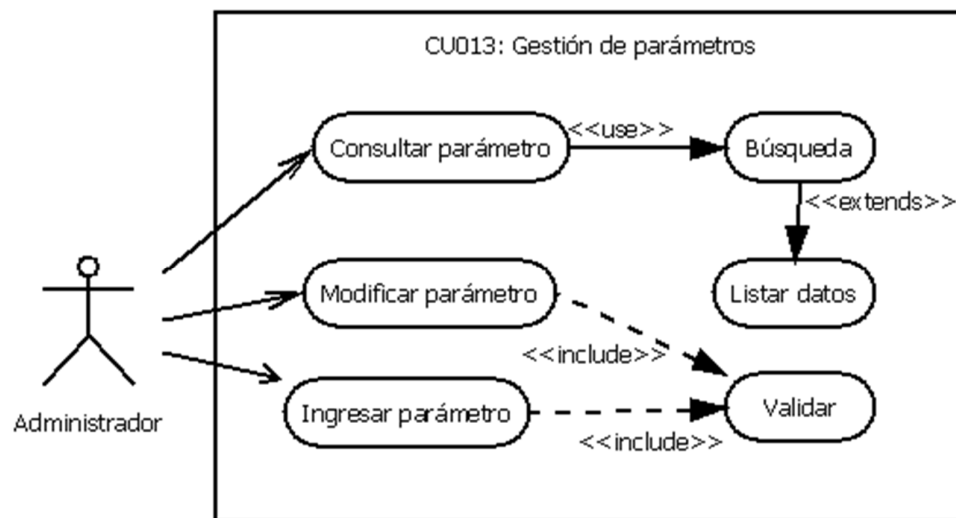 CU013: Gestión de parámetros
Consultar parámetro
<<use>>
Búsqueda
<<extends>>
Modificar parámetro
Listar datos
<<include>>
Ingresar parámetro
Validar
<<include>>
Administrador